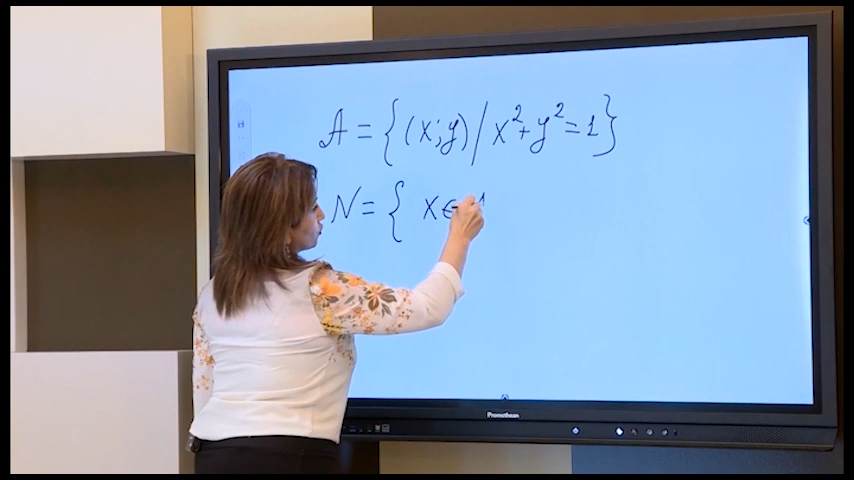 A = {(x; y) / x² + y² = 1}
N = { x ∈
Promethean